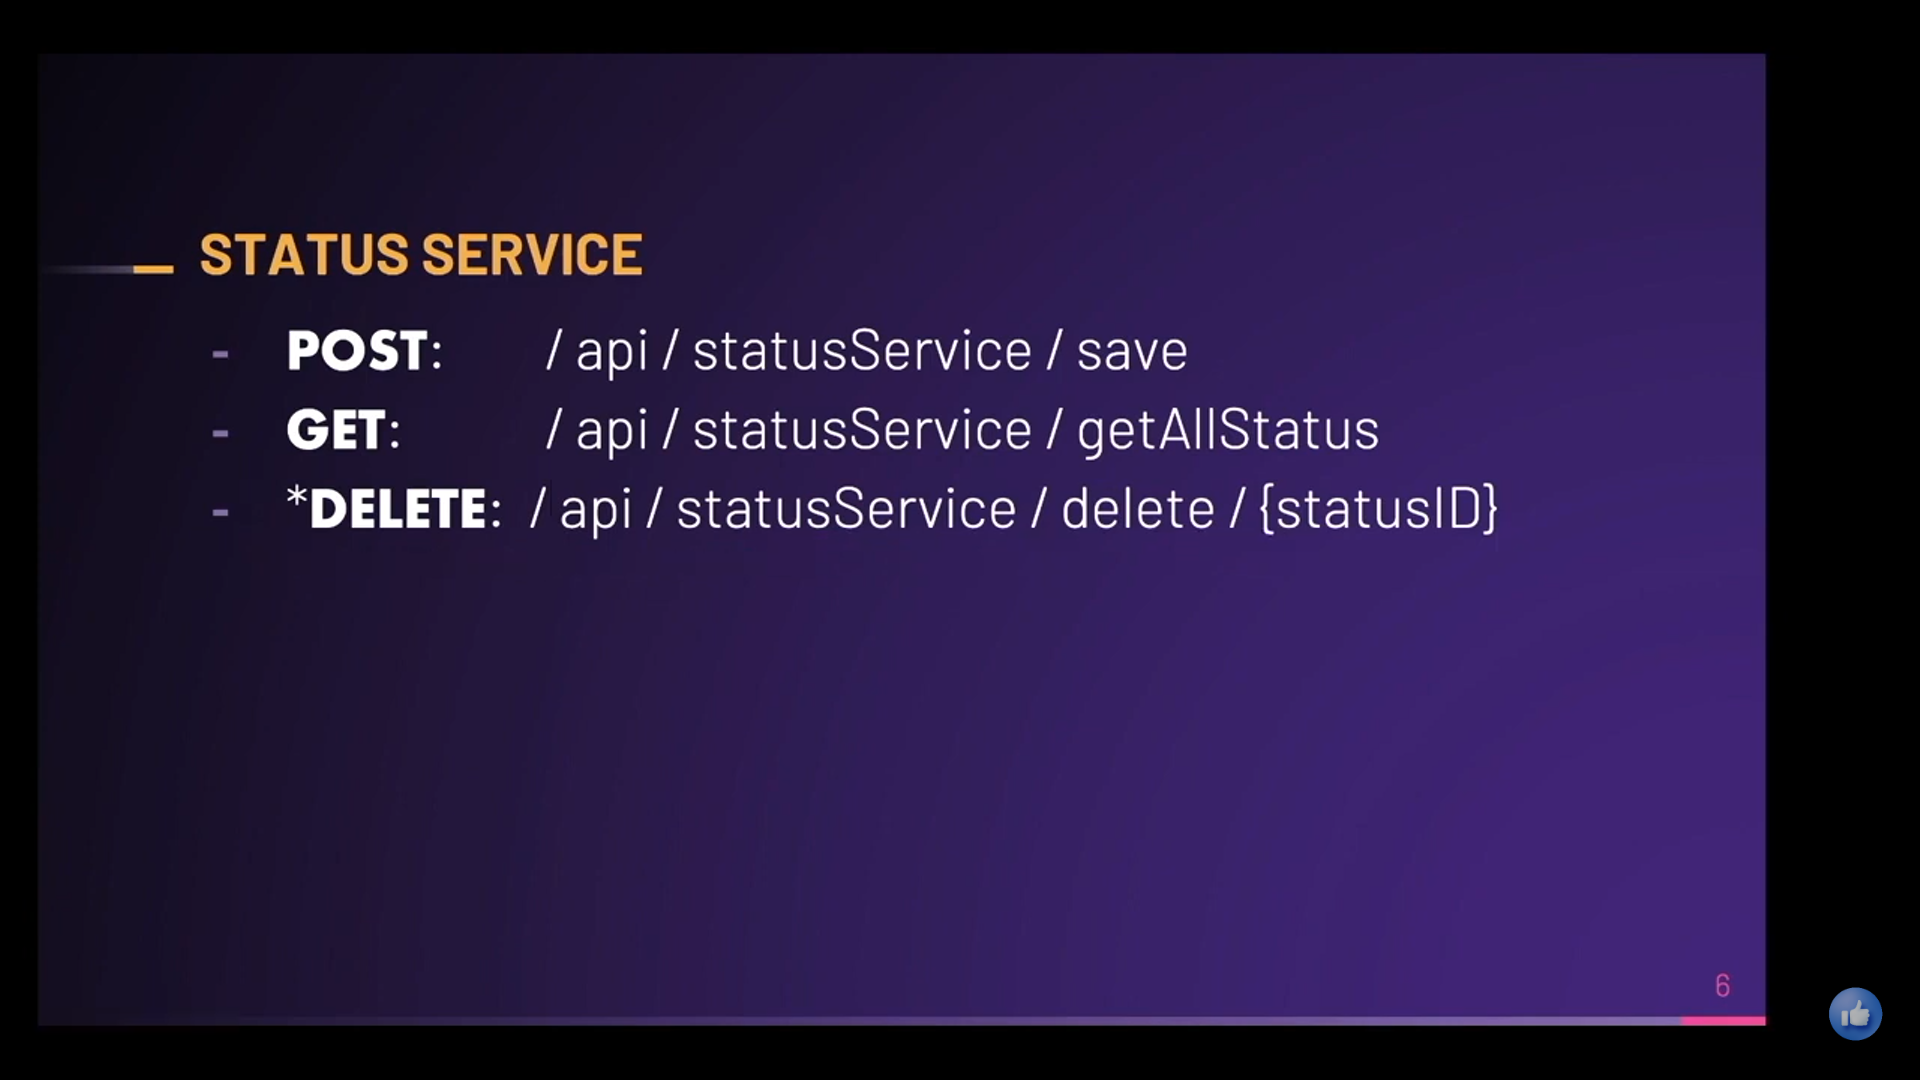 STATUS SERVICE
- POST: / api / statusService / save
- GET: / api / statusService / getAllStatus
- *DELETE: / api / statusService / delete / {statusID}
6